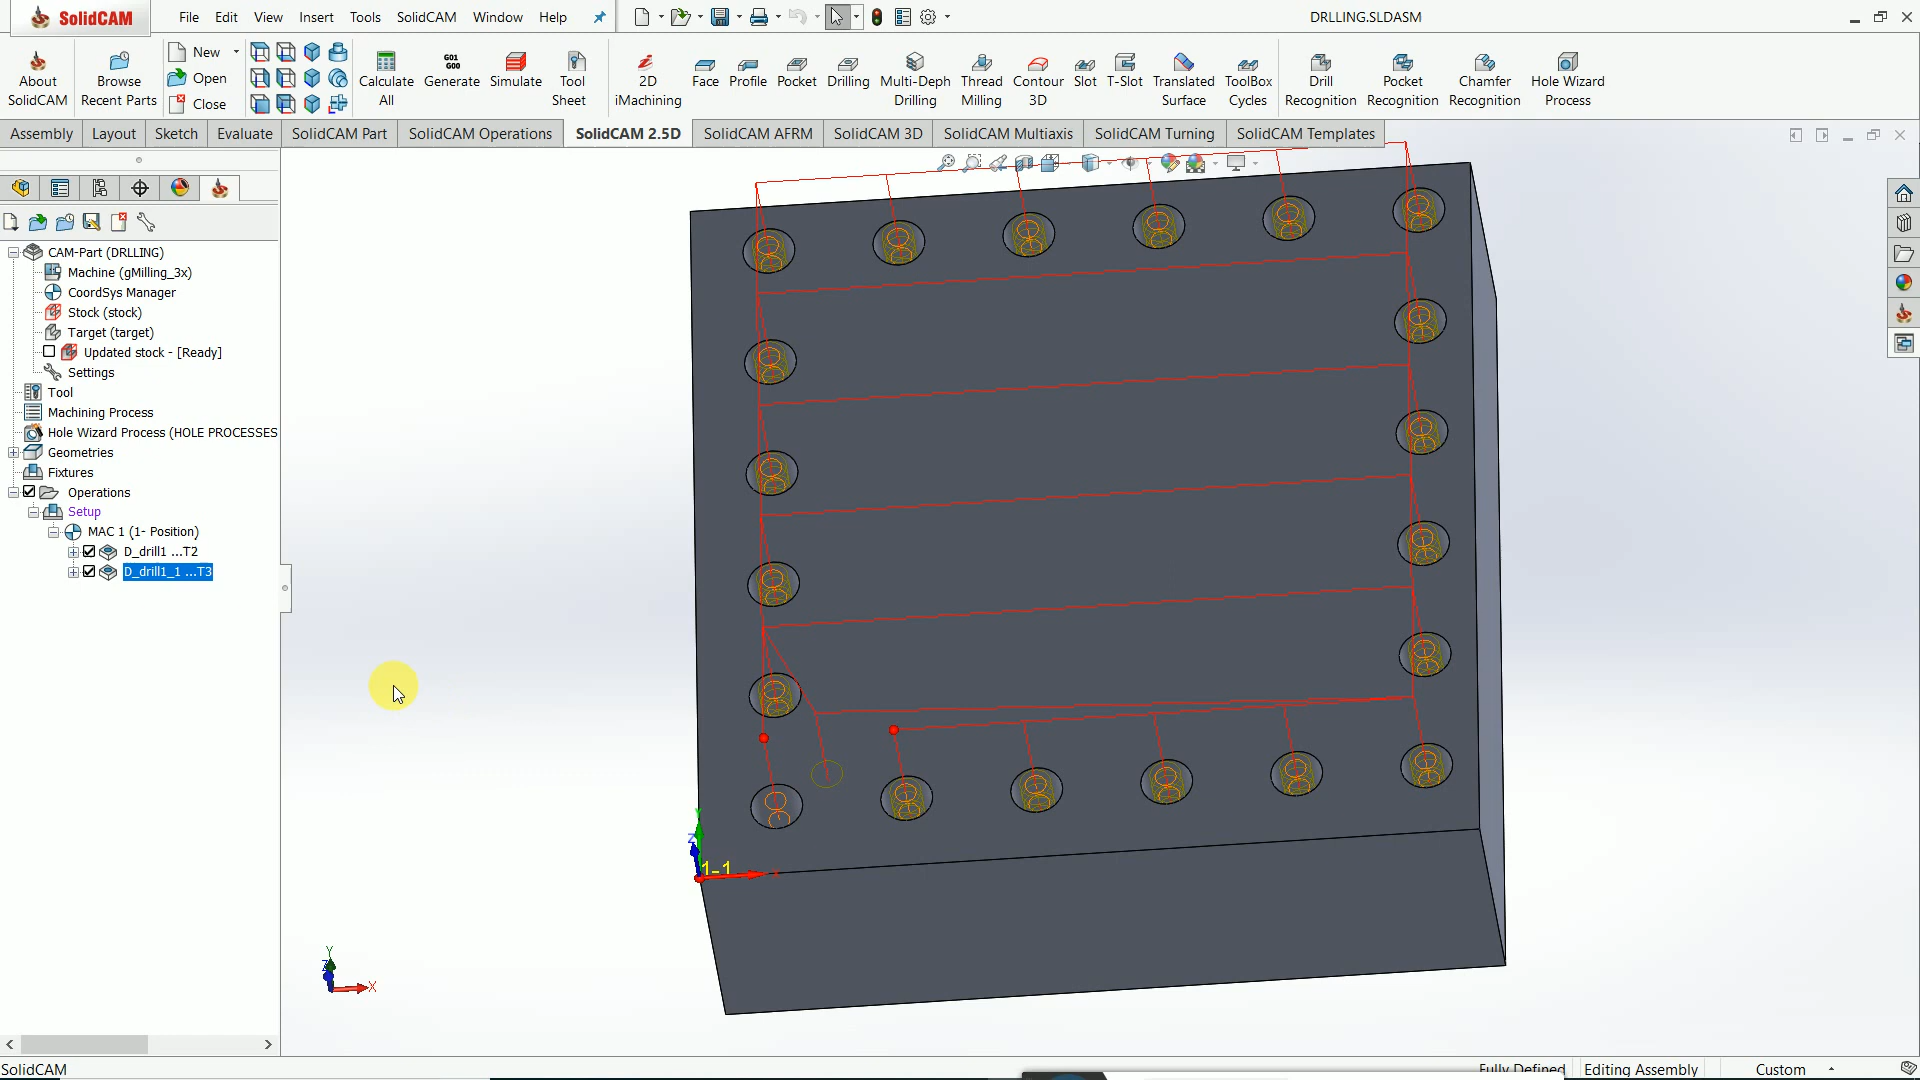 SolidCAM File Edit View Insert Tools SolidCAM Window Help DRLLING.SLDASM
About SolidCAM
Browse Recent Parts
New
Open
Close
Calculate All
G01 G00 Generate
Simulate
Tool Sheet
2D iMachining
Face
Profile
Pocket
Drilling
Multi-Deph Drilling
Thread Milling
Contour 3D
Slot
T-Slot
Translated Surface
ToolBox Cycles
Drill Recognition
Pocket Recognition
Chamfer Recognition
Hole Wizard Process
Assembly Layout Sketch Evaluate SolidCAM Part SolidCAM Operations SolidCAM 2.5D SolidCAM AFRM SolidCAM 3D SolidCAM Multiaxis SolidCAM Turning SolidCAM Templates
CAM-Part (DRLLING)
Machine (gMilling_3x)
CoordSys Manager
Stock (stock)
Target (target)
Updated stock - [Ready]
Settings
Tool
Machining Process
Hole Wizard Process (HOLE PROCESSES
Geometries
Fixtures
Operations
Setup
MAC 1 (1- Position)
D_drill1 ...T2
D_drill1_1 ...T3
1-1
Y
Z
X
SolidCAM Fully Defined Editing Assembly Custom